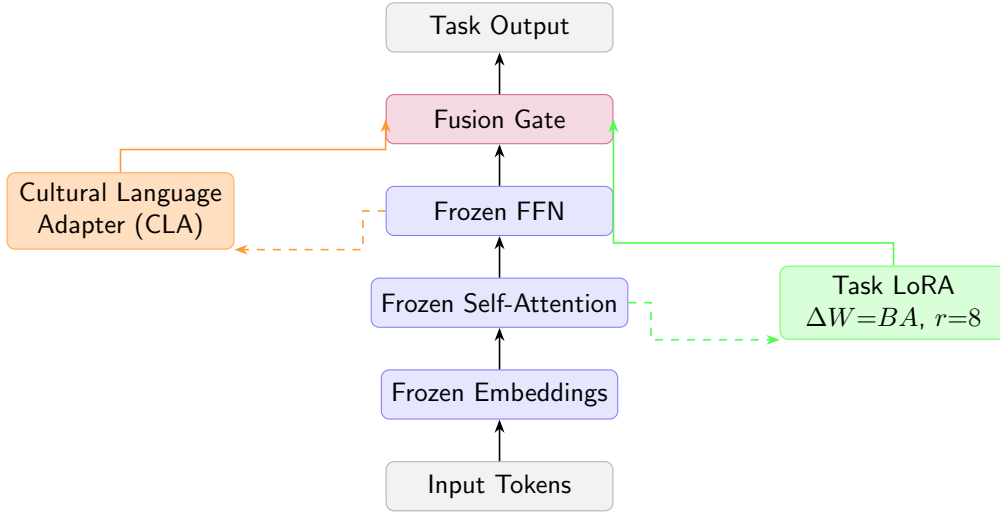 Task Output
Fusion Gate
Cultural Language
Adapter (CLA)
Frozen FFN
Frozen Self-Attention
Task LoRA
ΔW=BA, r=8
Frozen Embeddings
Input Tokens